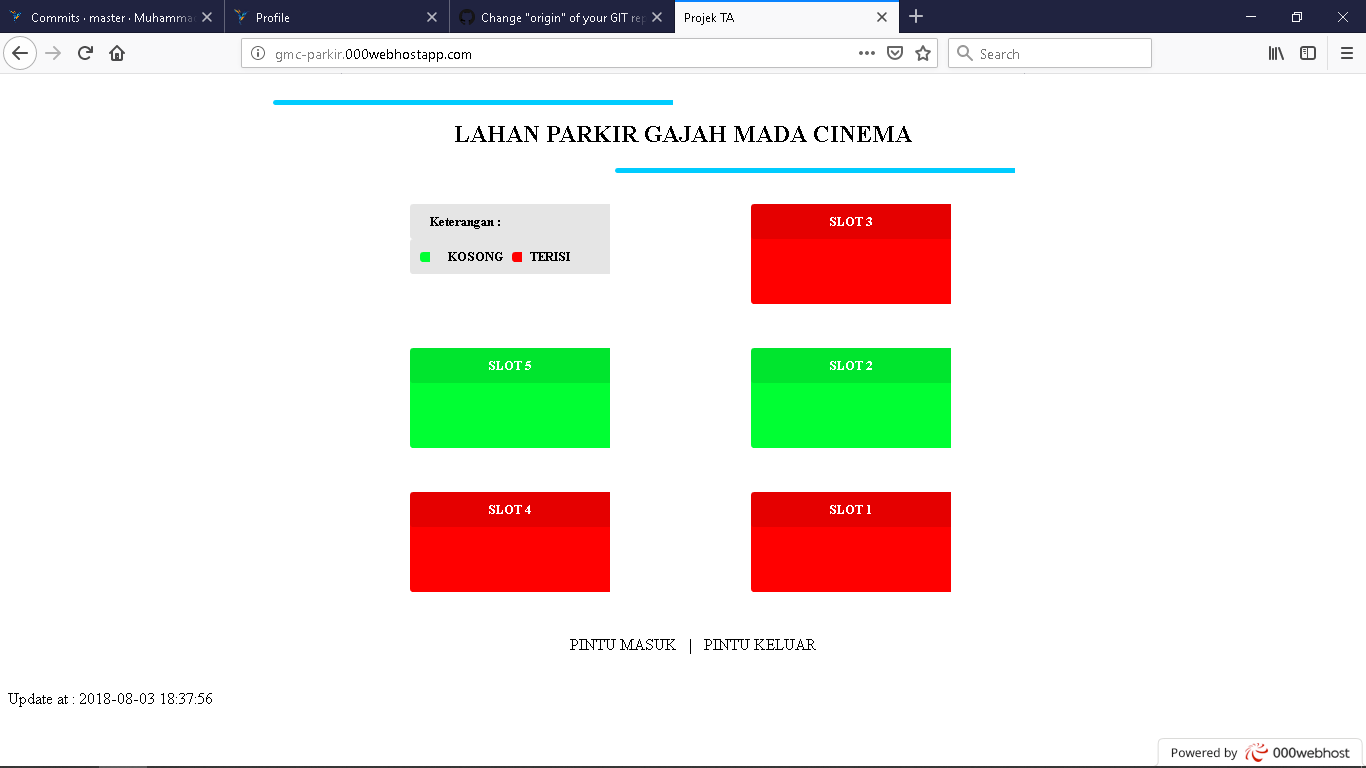 Commits · master · Muhammad
Profile
Change "origin" of your GIT rep
Projek TA
gmc-parkir.000webhostapp.com
Search
LAHAN PARKIR GAJAH MADA CINEMA
Keterangan :
KOSONG TERISI
SLOT 3
SLOT 5
SLOT 2
SLOT 4
SLOT 1
PINTU MASUK | PINTU KELUAR
Update at : 2018-08-03 18:37:56
Powered by 000webhost